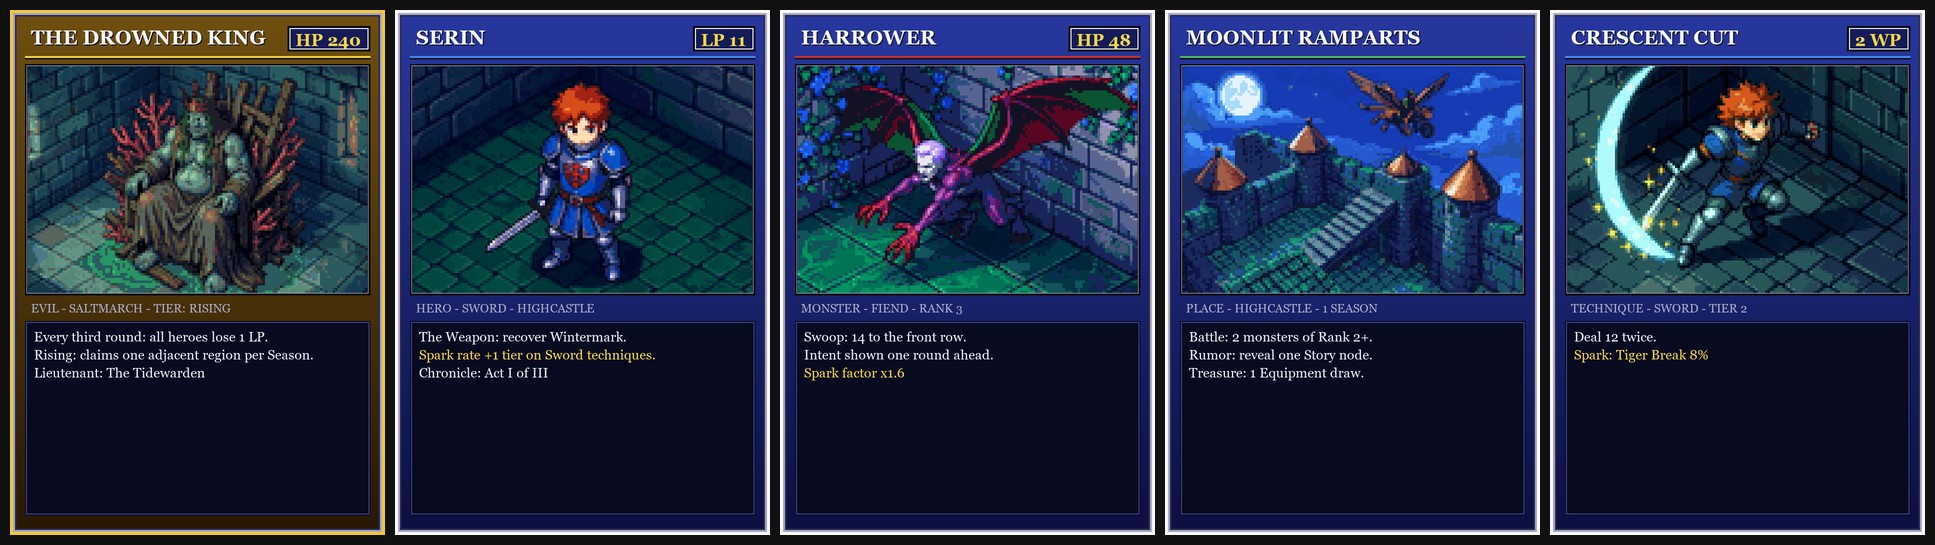 THE DROWNED KING
HP 240
EVIL - SALTMARCH - TIER: RISING
Every third round: all heroes lose 1 LP.
Rising: claims one adjacent region per Season.
Lieutenant: The Tidewarden
SERIN
LP 11
HERO - SWORD - HIGHCASTLE
The Weapon: recover Wintermark.
Spark rate +1 tier on Sword techniques.
Chronicle: Act I of III
HARROWER
HP 48
MONSTER - FIEND - RANK 3
Swoop: 14 to the front row.
Intent shown one round ahead.
Spark factor x1.6
MOONLIT RAMPARTS
PLACE - HIGHCASTLE - 1 SEASON
Battle: 2 monsters of Rank 2+.
Rumor: reveal one Story node.
Treasure: 1 Equipment draw.
CRESCENT CUT
2 WP
TECHNIQUE - SWORD - TIER 2
Deal 12 twice.
Spark: Tiger Break 8%